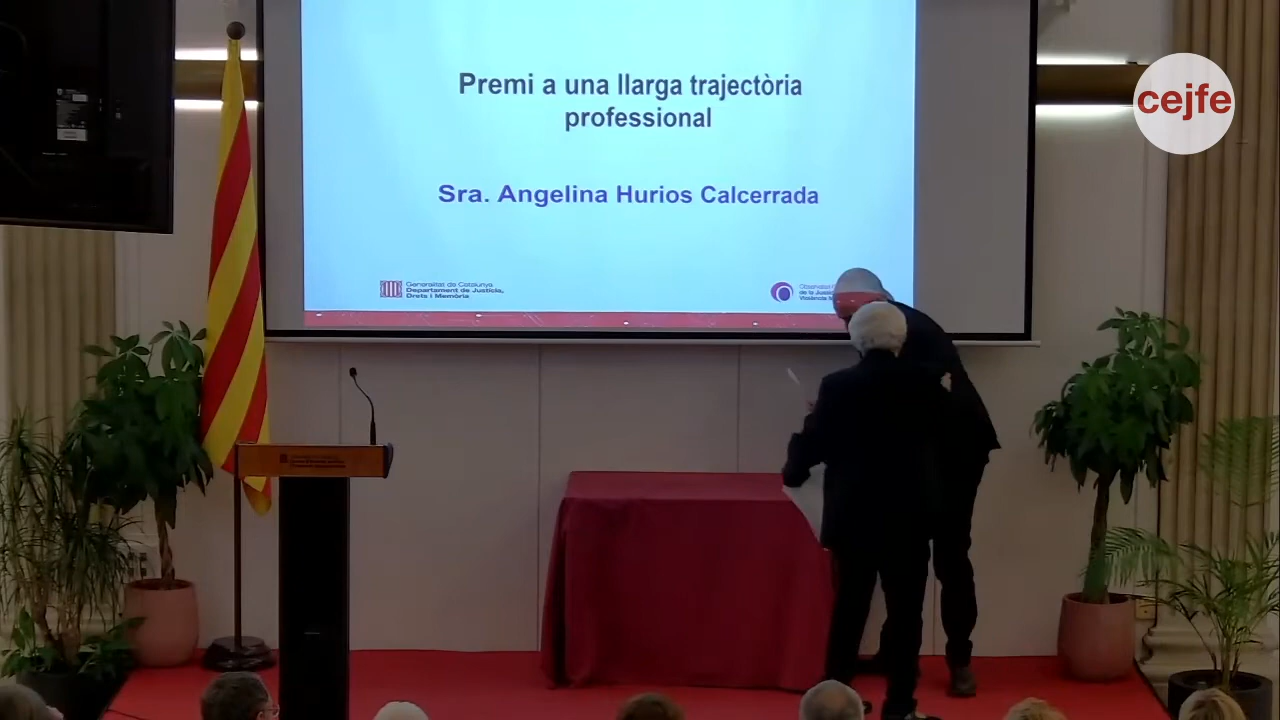 Premi a una llarga trajectòria
professional
cejfe
Sra. Angelina Hurios Calcerrada
Generalitat de Catalunya
Departament de Justícia,
Drets i Memòria